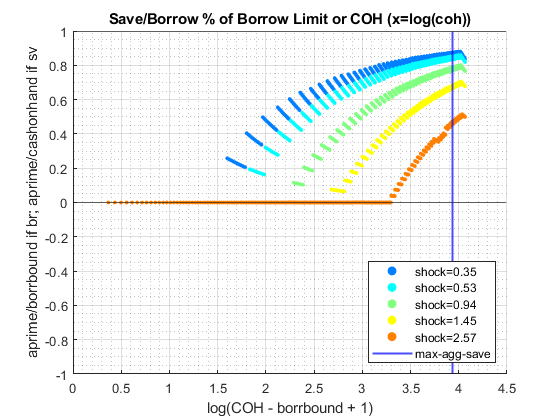 Save/Borrow % of Borrow Limit or COH (x=log(coh))
aprime/borrbound if br; aprime/cashonhand if sv
1
0.8
0.6
0.4
0.2
0
-0.2
-0.4
-0.6
-0.8
-1
shock=0.35
shock=0.53
shock=0.94
shock=1.45
shock=2.57
max-agg-save
0 0.5 1 1.5 2 2.5 3 3.5 4 4.5
log(COH - borrbound + 1)